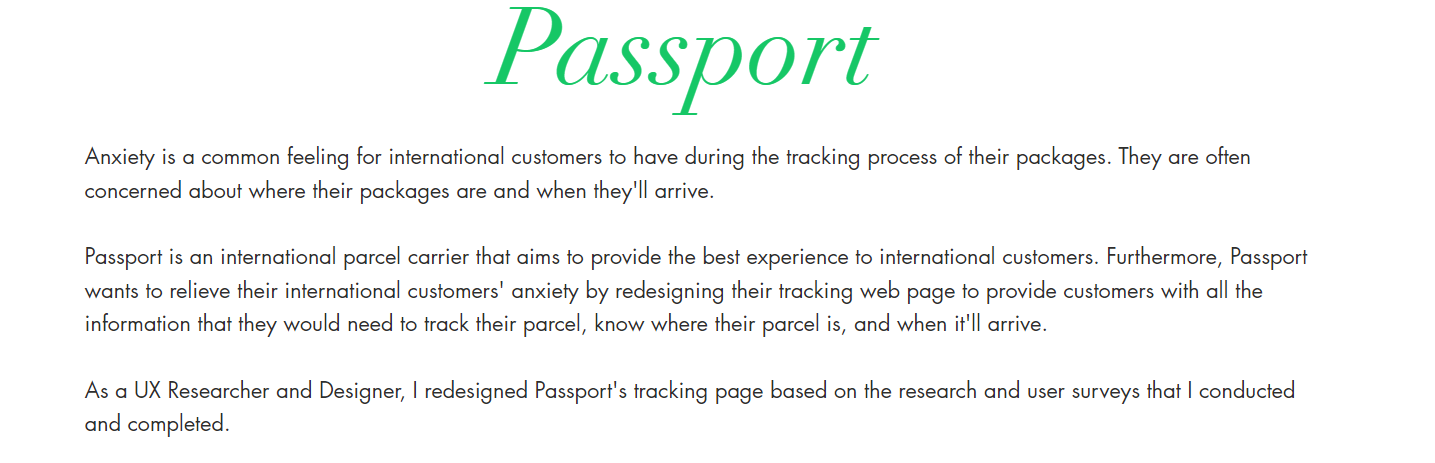 Passport
Anxiety is a common feeling for international customers to have during the tracking process of their packages. They are often
concerned about where their packages are and when they'll arrive.
Passport is an international parcel carrier that aims to provide the best experience to international customers. Furthermore, Passport
wants to relieve their international customers' anxiety by redesigning their tracking web page to provide customers with all the
information that they would need to track their parcel, know where their parcel is, and when it'll arrive.
As a UX Researcher and Designer, I redesigned Passport's tracking page based on the research and user surveys that I conducted
and completed.